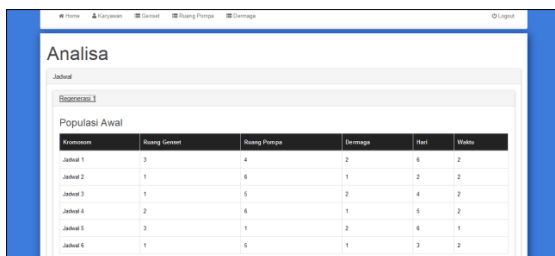 Home Karyawan Genset Ruang Pompa Dermaga Logout
Analisa
Jadwal
Regenerasi 1
Populasi Awal
Kromosom Ruang Genset Ruang Pompa Dermaga Hari Waktu
Jadwal 1 3 4 2 6 2
Jadwal 2 1 6 1 2 2
Jadwal 3 1 5 2 4 2
Jadwal 4 2 6 1 5 2
Jadwal 5 3 1 2 6 1
Jadwal 6 1 5 1 3 2